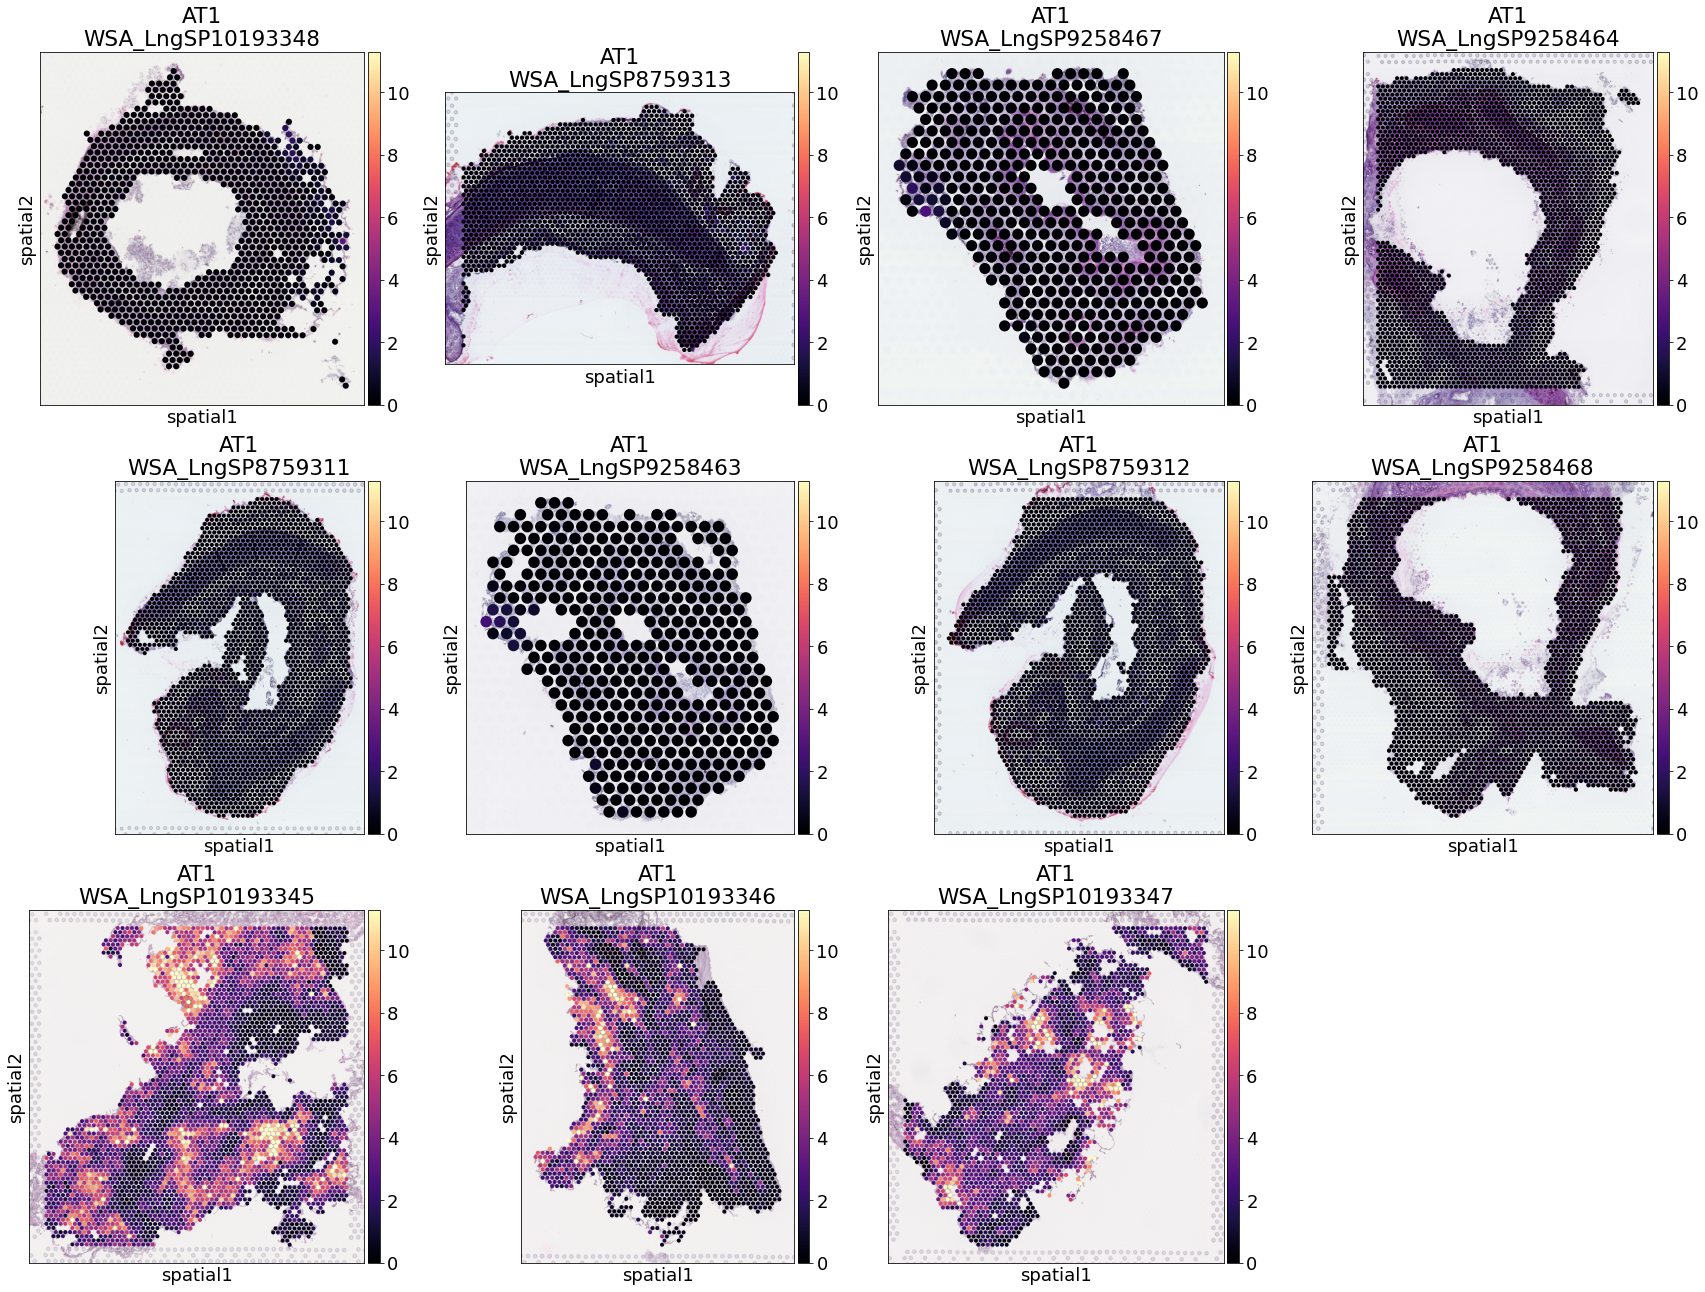 AT1
WSA_LngSP10193348
spatial2
spatial1
10
8
6
4
2
0
AT1
WSA_LngSP8759313
spatial2
spatial1
10
8
6
4
2
0
AT1
WSA_LngSP9258467
spatial2
spatial1
10
8
6
4
2
0
AT1
WSA_LngSP9258464
spatial2
spatial1
10
8
6
4
2
0
AT1
WSA_LngSP8759311
spatial2
spatial1
10
8
6
4
2
0
AT1
WSA_LngSP9258463
spatial2
spatial1
10
8
6
4
2
0
AT1
WSA_LngSP8759312
spatial2
spatial1
10
8
6
4
2
0
AT1
WSA_LngSP9258468
spatial2
spatial1
10
8
6
4
2
0
AT1
WSA_LngSP10193345
spatial2
spatial1
10
8
6
4
2
0
AT1
WSA_LngSP10193346
spatial2
spatial1
10
8
6
4
2
0
AT1
WSA_LngSP10193347
spatial2
spatial1
10
8
6
4
2
0